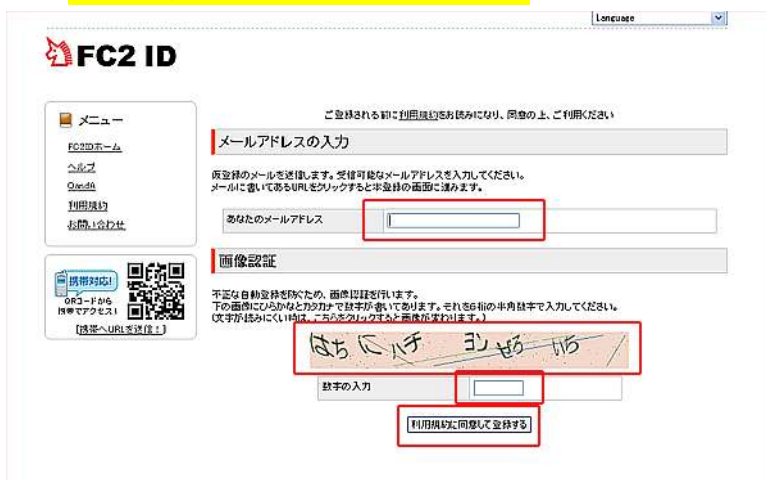 Language
FC2 ID
メニュー
FC2IDホーム
ヘルプ
QandA
利用規約
お問い合わせ
携帯対応!
QRコードから
携帯でアクセス!
[携帯へURLを送信!]
ご登録される前に利用規約をお読みになり、同意の上、ご利用ください
メールアドレスの入力
仮登録のメールを送信します。受信可能なメールアドレスを入力してください。
メールに書いてあるURLをクリックすると本登録の画面に進みます。
あなたのメールアドレス
画像認証
不正な自動登録を防ぐため、画像認証を行います。
下の画像にひらがなとカタカナで数字が書いてあります。それを6桁の半角数字で入力してください。
(文字が読みにくい時は、こちらをクリックすると画像が変わります。)
はち に ハチ ヨン ぜろ いち
数字の入力
利用規約に同意して登録する